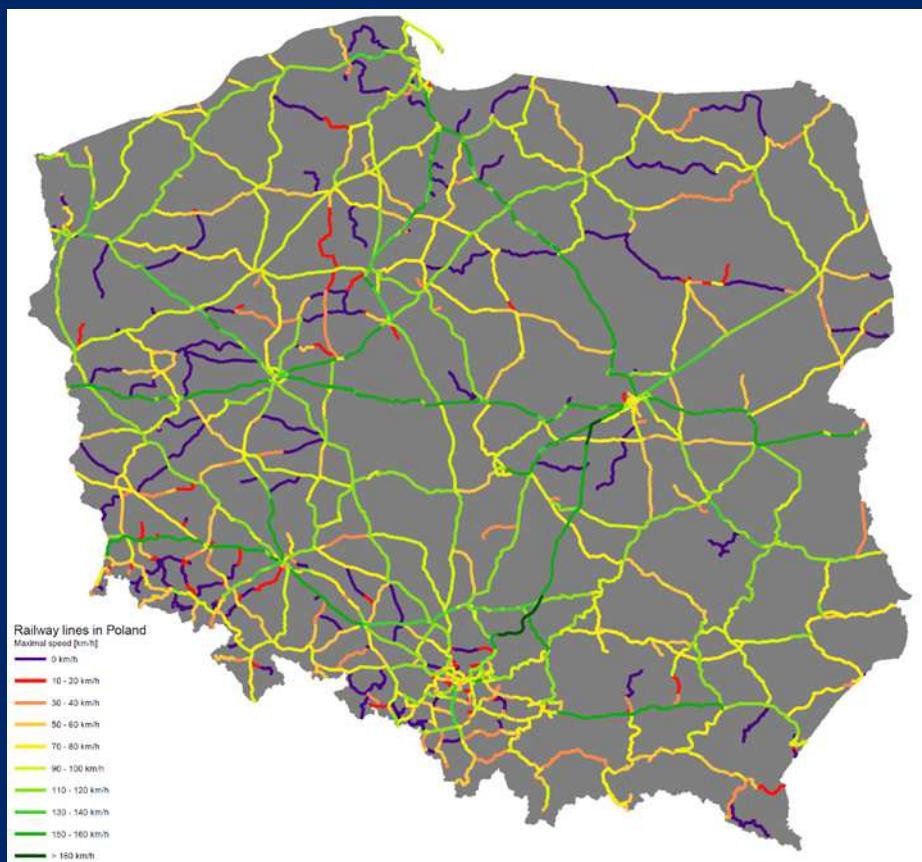 Railway lines in Poland
Maximal speed [km/h]
0 km/h
10 - 20 km/h
30 - 40 km/h
50 - 60 km/h
70 - 80 km/h
90 - 100 km/h
110 - 120 km/h
130 - 140 km/h
150 - 160 km/h
> 160 km/h